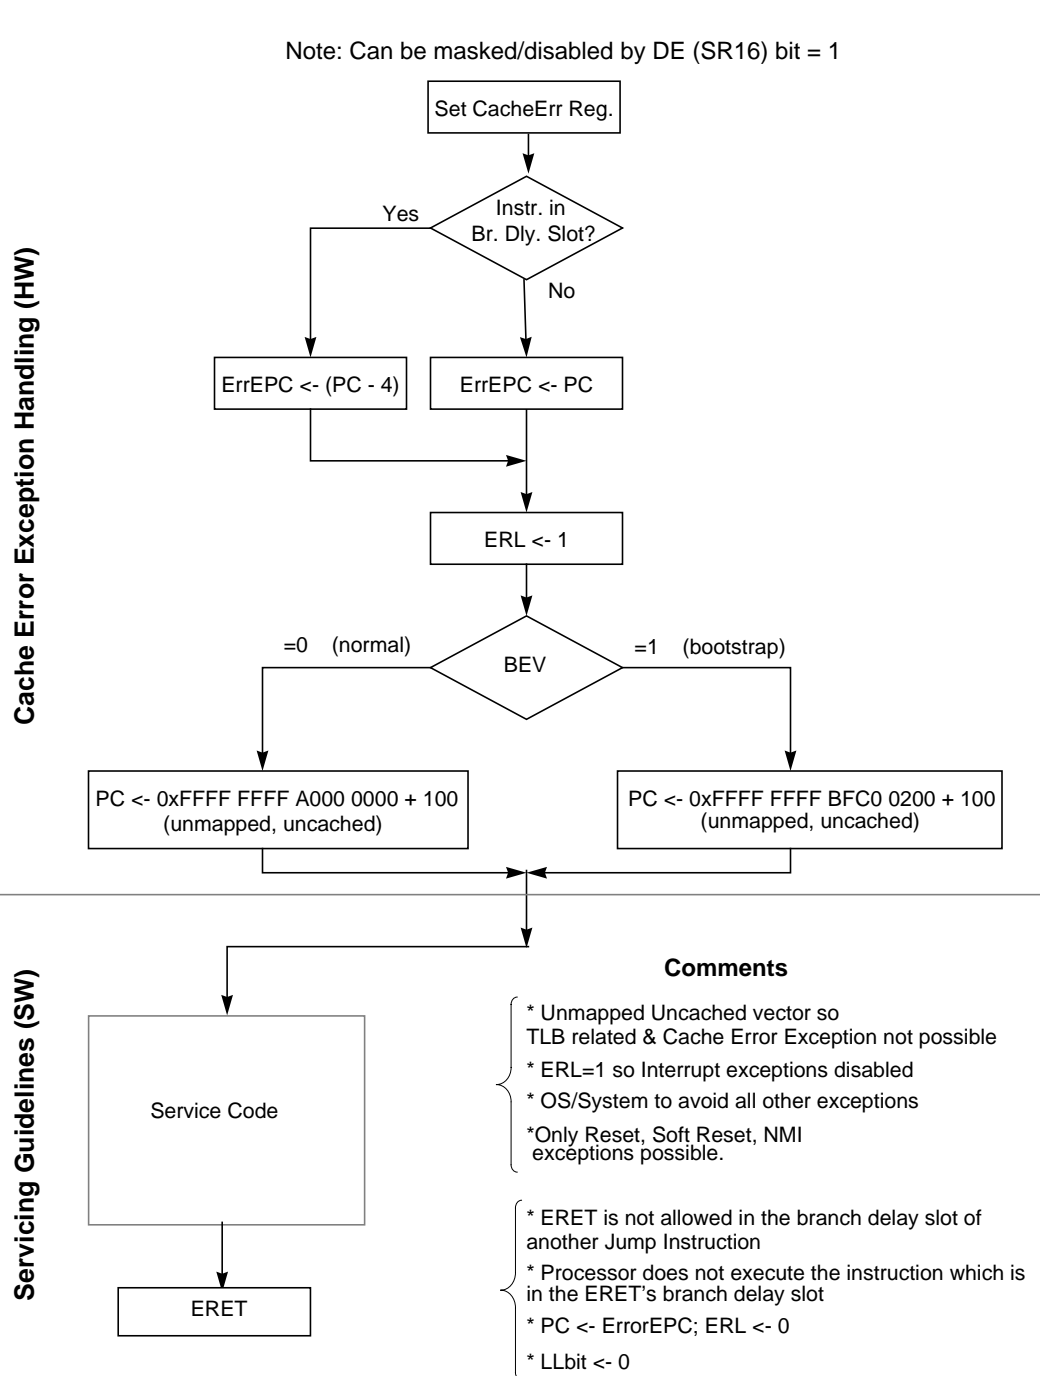 Note: Can be masked/disabled by DE (SR16) bit = 1
Set CacheErr Reg.
Instr. in
Br. Dly. Slot?
Yes
No
ErrEPC <- (PC - 4)
ErrEPC <- PC
ERL <- 1
BEV
=0 (normal)
=1 (bootstrap)
PC <- 0xFFFF FFFF A000 0000 + 100
(unmapped, uncached)
PC <- 0xFFFF FFFF BFC0 0200 + 100
(unmapped, uncached)
Cache Error Exception Handling (HW)
Servicing Guidelines (SW)
Service Code
ERET
Comments
* Unmapped Uncached vector so
TLB related & Cache Error Exception not possible
* ERL=1 so Interrupt exceptions disabled
* OS/System to avoid all other exceptions
*Only Reset, Soft Reset, NMI
exceptions possible.
* ERET is not allowed in the branch delay slot of
another Jump Instruction
* Processor does not execute the instruction which is
in the ERET's branch delay slot
* PC <- ErrorEPC; ERL <- 0
* LLbit <- 0